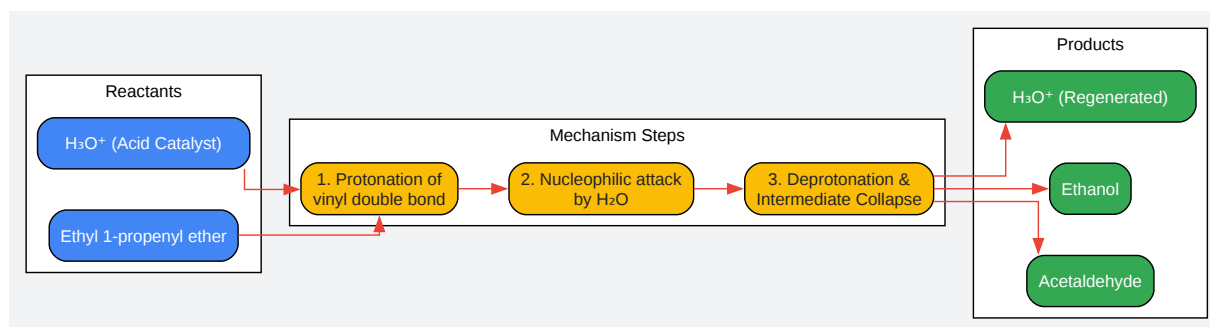 Reactants
H₃O⁺ (Acid Catalyst)
Ethyl 1-propenyl ether
Mechanism Steps
1. Protonation of
vinyl double bond
2. Nucleophilic attack
by H₂O
3. Deprotonation &
Intermediate Collapse
Products
H₃O⁺ (Regenerated)
Ethanol
Acetaldehyde